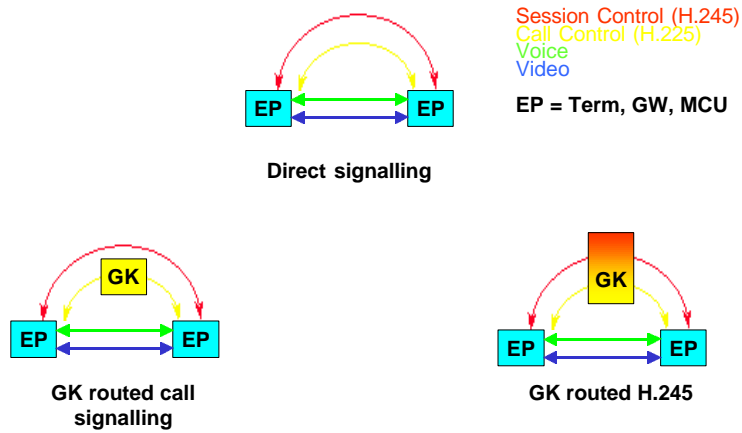 Session Control (H.245)
Call Control (H.225)
Voice
Video
EP = Term, GW, MCU
EP
EP
Direct signalling
GK
EP
EP
GK routed call
signalling
GK
EP
EP
GK routed H.245